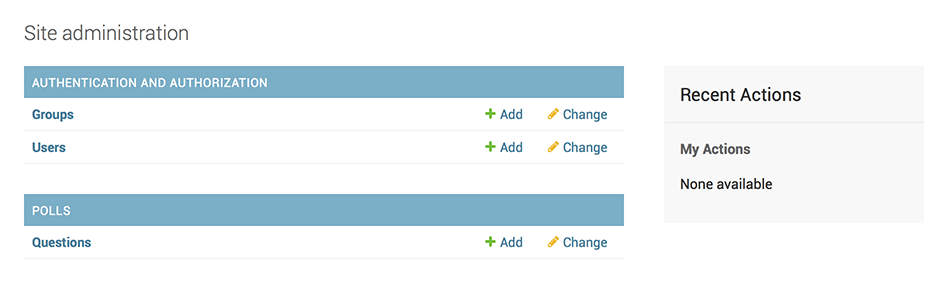 Site administration
AUTHENTICATION AND AUTHORIZATION
Groups Add Change
Users Add Change
POLLS
Questions Add Change
Recent Actions
My Actions
None available